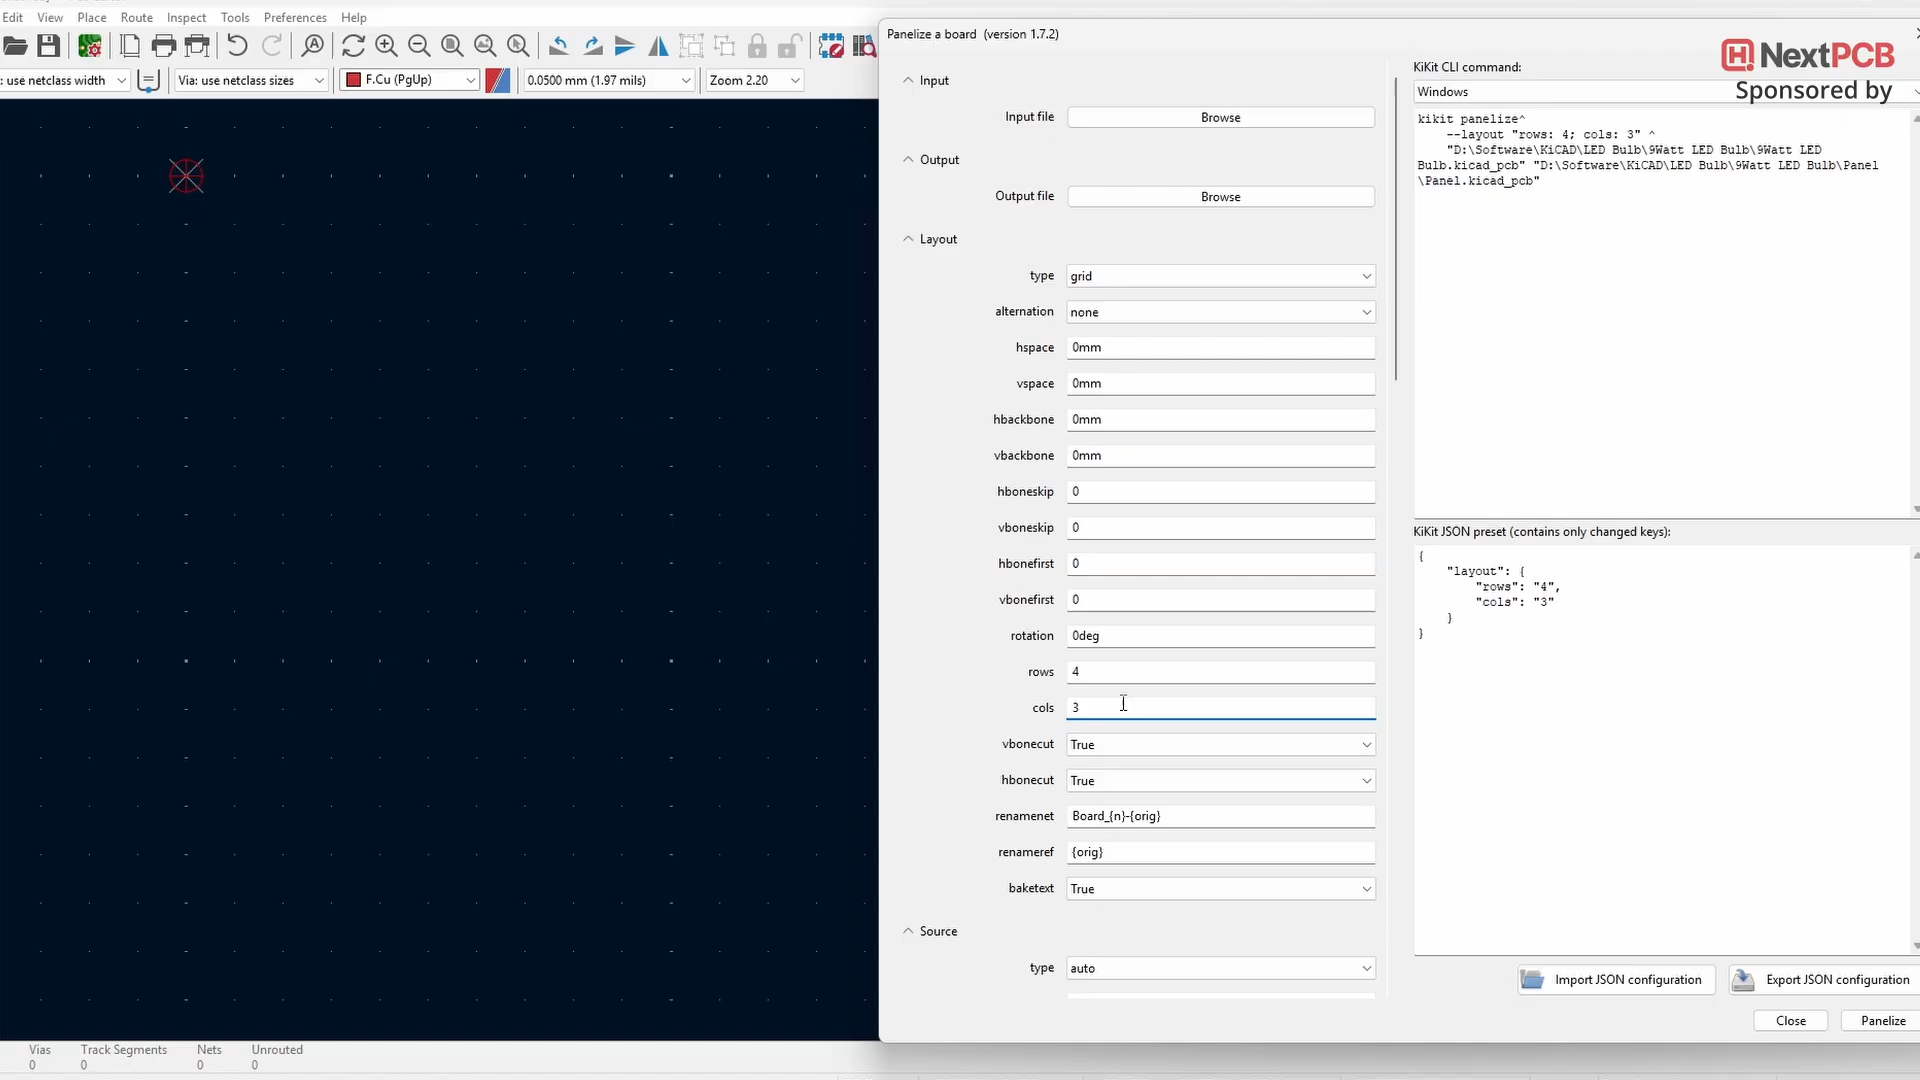 Edit View Place Route Inspect Tools Preferences Help
: use netclass width
Via: use netclass sizes
F.Cu (PgUp)
0.0500 mm (1.97 mils)
Zoom 2.20
Panelize a board (version 1.7.2)
Input
Input file
Browse
Output
Output file
Browse
Layout
type
grid
alternation
none
hspace
0mm
vspace
0mm
hbackbone
0mm
vbackbone
0mm
hboneskip
0
vboneskip
0
hbonefirst
0
vbonefirst
0
rotation
0deg
rows
4
cols
3
vbonecut
True
hbonecut
True
renamenet
Board_{n}-{orig}
renameref
{orig}
baketext
True
Source
type
auto
KiKit CLI command:
Windows
NextPCB
Sponsored by
kikit panelize^
--layout "rows: 4; cols: 3" ^
"D:\Software\KiCAD\LED Bulb\9Watt LED Bulb\9Watt LED
Bulb.kicad_pcb" "D:\Software\KiCAD\LED Bulb\9Watt LED Bulb\Panel
\Panel.kicad_pcb"
KiKit JSON preset (contains only changed keys):
{
"layout": {
"rows": "4",
"cols": "3"
}
}
Import JSON configuration
Export JSON configuration
Close
Panelize
Vias Track Segments Nets Unrouted
0 0 0 0